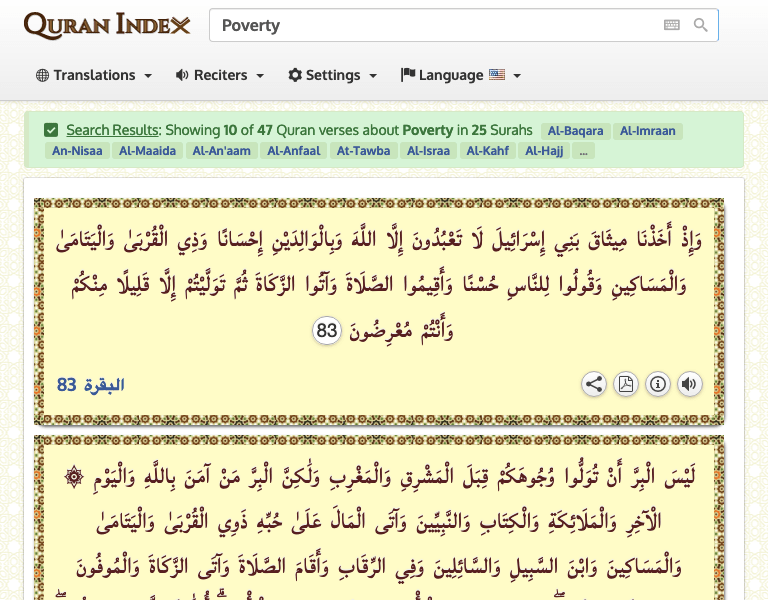 QURAN INDEX
Poverty
Translations
Reciters
Settings
Language
Search Results: Showing 10 of 47 Quran verses about Poverty in 25 Surahs Al-Baqara Al-Imraan
An-Nisaa Al-Maaida Al-An'aam Al-Anfaal At-Tawba Al-Israa Al-Kahf Al-Hajj ...
وَإِذْ أَخَذْنَا مِيثَاقَ بَنِي إِسْرَائِيلَ لَا تَعْبُدُونَ إِلَّا اللَّهَ وَبِالْوَالِدَيْنِ إِحْسَانًا وَذِي الْقُرْبَىٰ وَالْيَتَامَىٰ
وَالْمَسَاكِينِ وَقُولُوا لِلنَّاسِ حُسْنًا وَأَقِيمُوا الصَّلَاةَ وَآتُوا الزَّكَاةَ ثُمَّ تَوَلَّيْتُمْ إِلَّا قَلِيلًا مِنْكُمْ
وَأَنْتُمْ مُعْرِضُونَ 83
البقرة 83
لَيْسَ الْبِرَّ أَنْ تُوَلُّوا وُجُوهَكُمْ قِبَلَ الْمَشْرِقِ وَالْمَغْرِبِ وَلَٰكِنَّ الْبِرَّ مَنْ آمَنَ بِاللَّهِ وَالْيَوْمِ ۞
الْآخِرِ وَالْمَلَائِكَةِ وَالْكِتَابِ وَالنَّبِيِّينَ وَآتَى الْمَالَ عَلَىٰ حُبِّهِ ذَوِي الْقُرْبَىٰ وَالْيَتَامَىٰ
وَالْمَسَاكِينَ وَابْنَ السَّبِيلِ وَالسَّائِلِينَ وَفِي الرِّقَابِ وَأَقَامَ الصَّلَاةَ وَآتَى الزَّكَاةَ وَالْمُوفُونَ